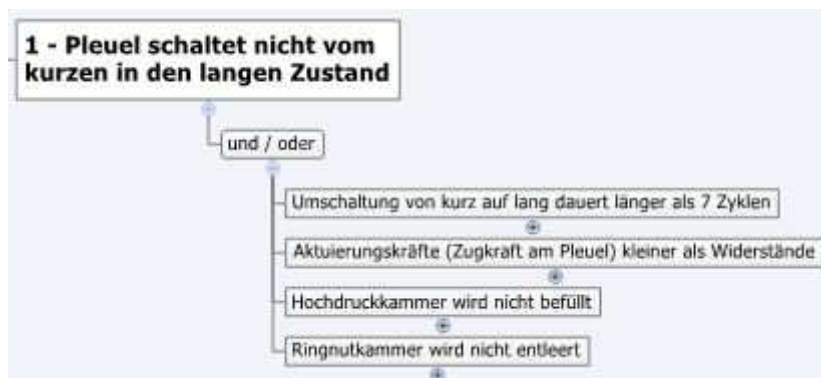 1 - Pleuel schaltet nicht vom
kurzen in den langen Zustand
und / oder
Umschaltung von kurz auf lang dauert länger als 7 Zyklen
Aktuierungskräfte (Zugkraft am Pleuel) kleiner als Widerstände
Hochdruckkammer wird nicht befüllt
Ringnutkammer wird nicht entleert